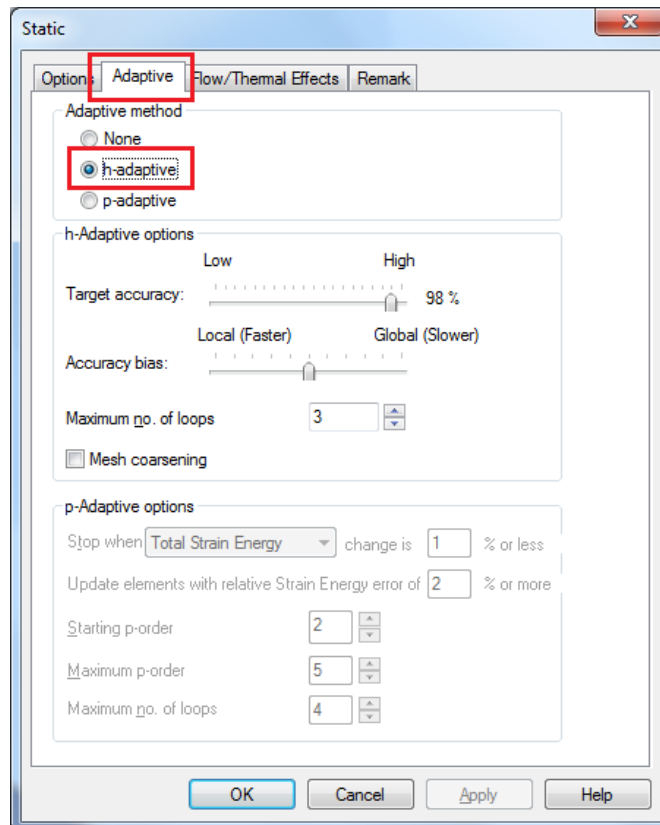 Static
Options Adaptive Flow/Thermal Effects Remark
Adaptive method
None
h-adaptive
p-adaptive
h-Adaptive options
Low High
Target accuracy: 98 %
Local (Faster) Global (Slower)
Accuracy bias:
Maximum no. of loops 3
Mesh coarsening
p-Adaptive options
Stop when Total Strain Energy change is 1 % or less
Update elements with relative Strain Energy error of 2 % or more
Starting p-order 2
Maximum p-order 5
Maximum no. of loops 4
OK Cancel Apply Help